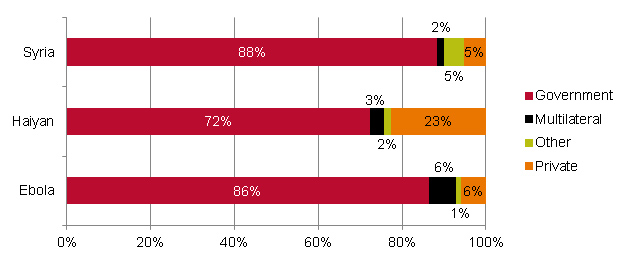 2%
Syria 88% 5%
5%
3%
Haiyan 72% 23%
2%
6%
Ebola 86% 6%
1%
0% 20% 40% 60% 80% 100%
Government
Multilateral
Other
Private